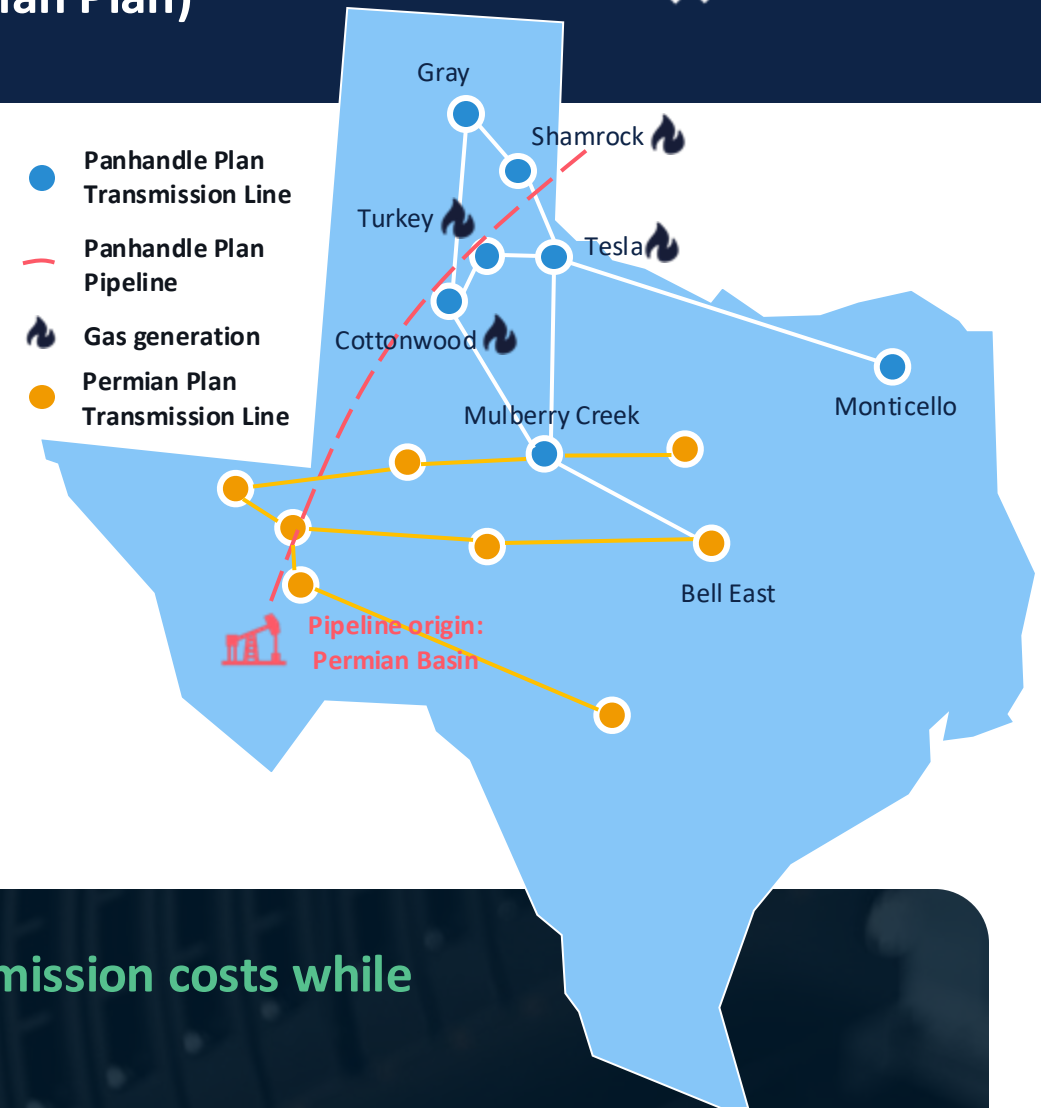 Plan)
Gray
Shamrock
Panhandle Plan
Transmission Line
Turkey
Tesla
Panhandle Plan
Pipeline
Gas generation
Cottonwood
Permian Plan
Transmission Line
Mulberry Creek
Monticello
Bell East
Pipeline origin:
Permian Basin
costs while